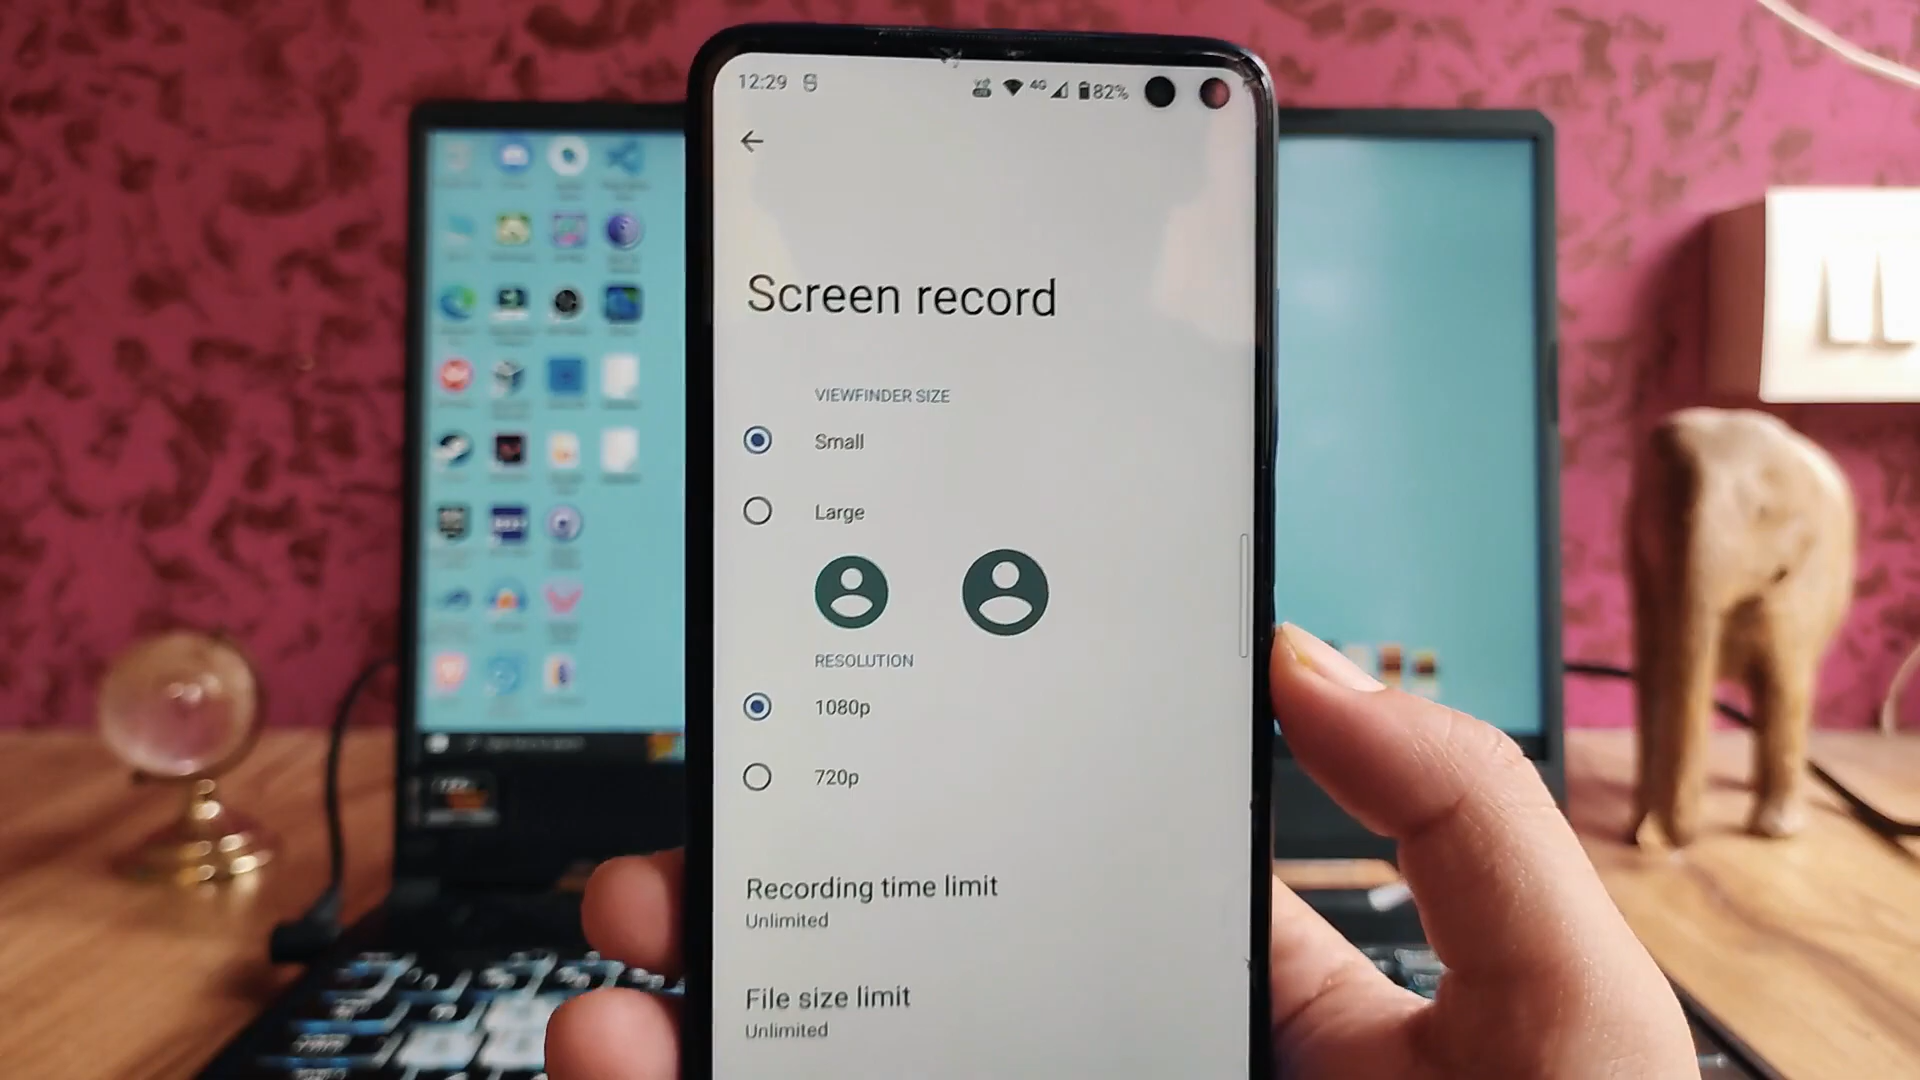 12:29
4G 82%
Screen record
VIEWFINDER SIZE
Small
Large
RESOLUTION
1080p
720p
Recording time limit
Unlimited
File size limit
Unlimited